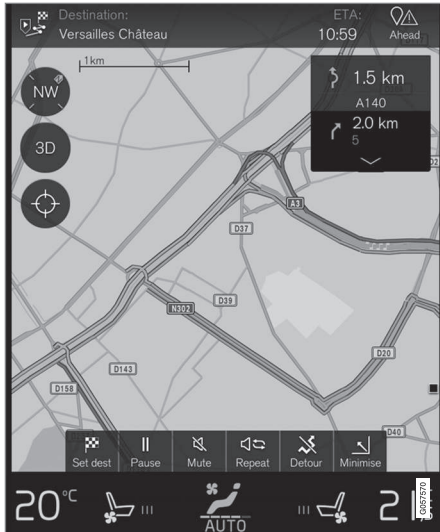 Destination:
Versailles Château
ETA:
10:59
Ahead
1km
NW
3D
1.5 km
A140
2.0 km
5
A3
D37
D39
N302
D143
D158
D20
D40
Set dest
Pause
Mute
Repeat
Detour
Minimise
20°C
AUTO
G057570